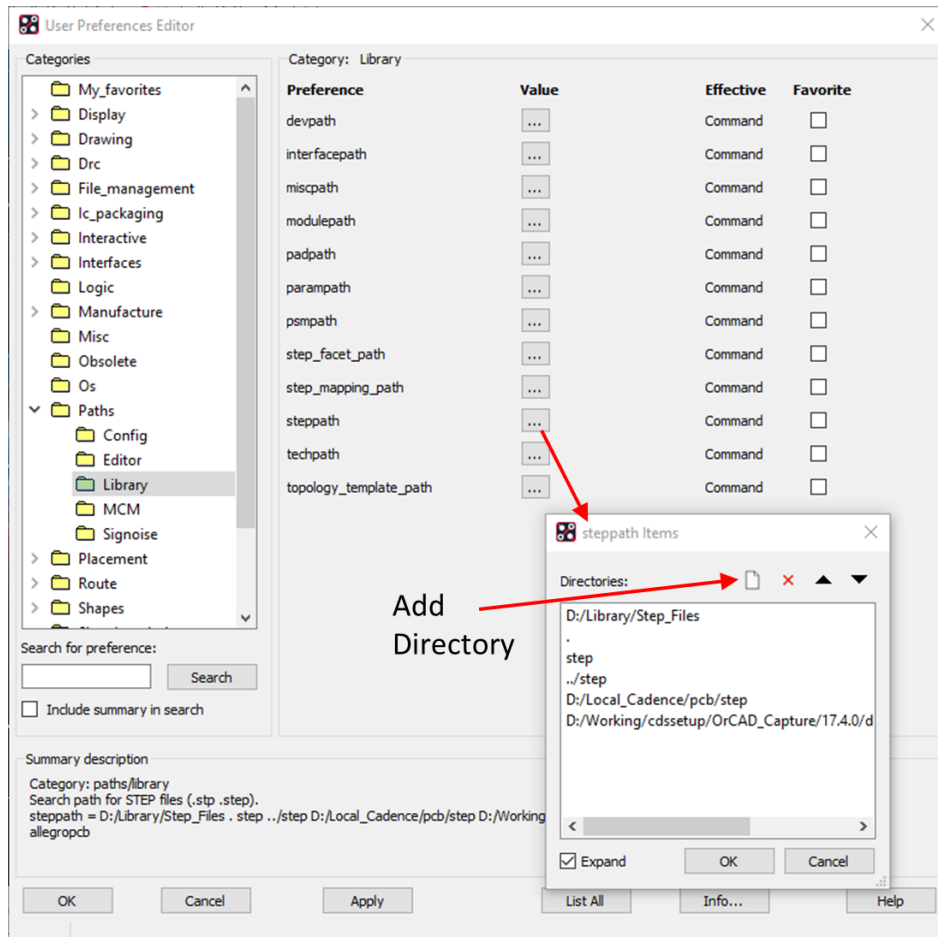 User Preferences Editor
Categories
My_favorites
Display
Drawing
Drc
File_management
Ic_packaging
Interactive
Interfaces
Logic
Manufacture
Misc
Obsolete
Os
Paths
Config
Editor
Library
MCM
Signoise
Placement
Route
Shapes
Search for preference:
Search
Include summary in search
Category: Library
Preference Value Effective Favorite
devpath ... Command
interfacepath ... Command
miscpath ... Command
modulepath ... Command
padpath ... Command
parampath ... Command
psmpath ... Command
step_facet_path ... Command
step_mapping_path ... Command
steppath ... Command
techpath ... Command
topology_template_path ... Command
Add
Directory
steppath Items
Directories:
D:/Library/Step_Files
.
step
../step
D:/Local_Cadence/pcb/step
D:/Working/cdssetup/OrCAD_Capture/17.4.0/d
Expand
OK Cancel
Summary description
Category: paths/library
Search path for STEP files (.stp .step).
steppath = D:/Library/Step_Files . step ../step D:/Local_Cadence/pcb/step D:/Working
allegropcb
OK Cancel Apply List All Info... Help